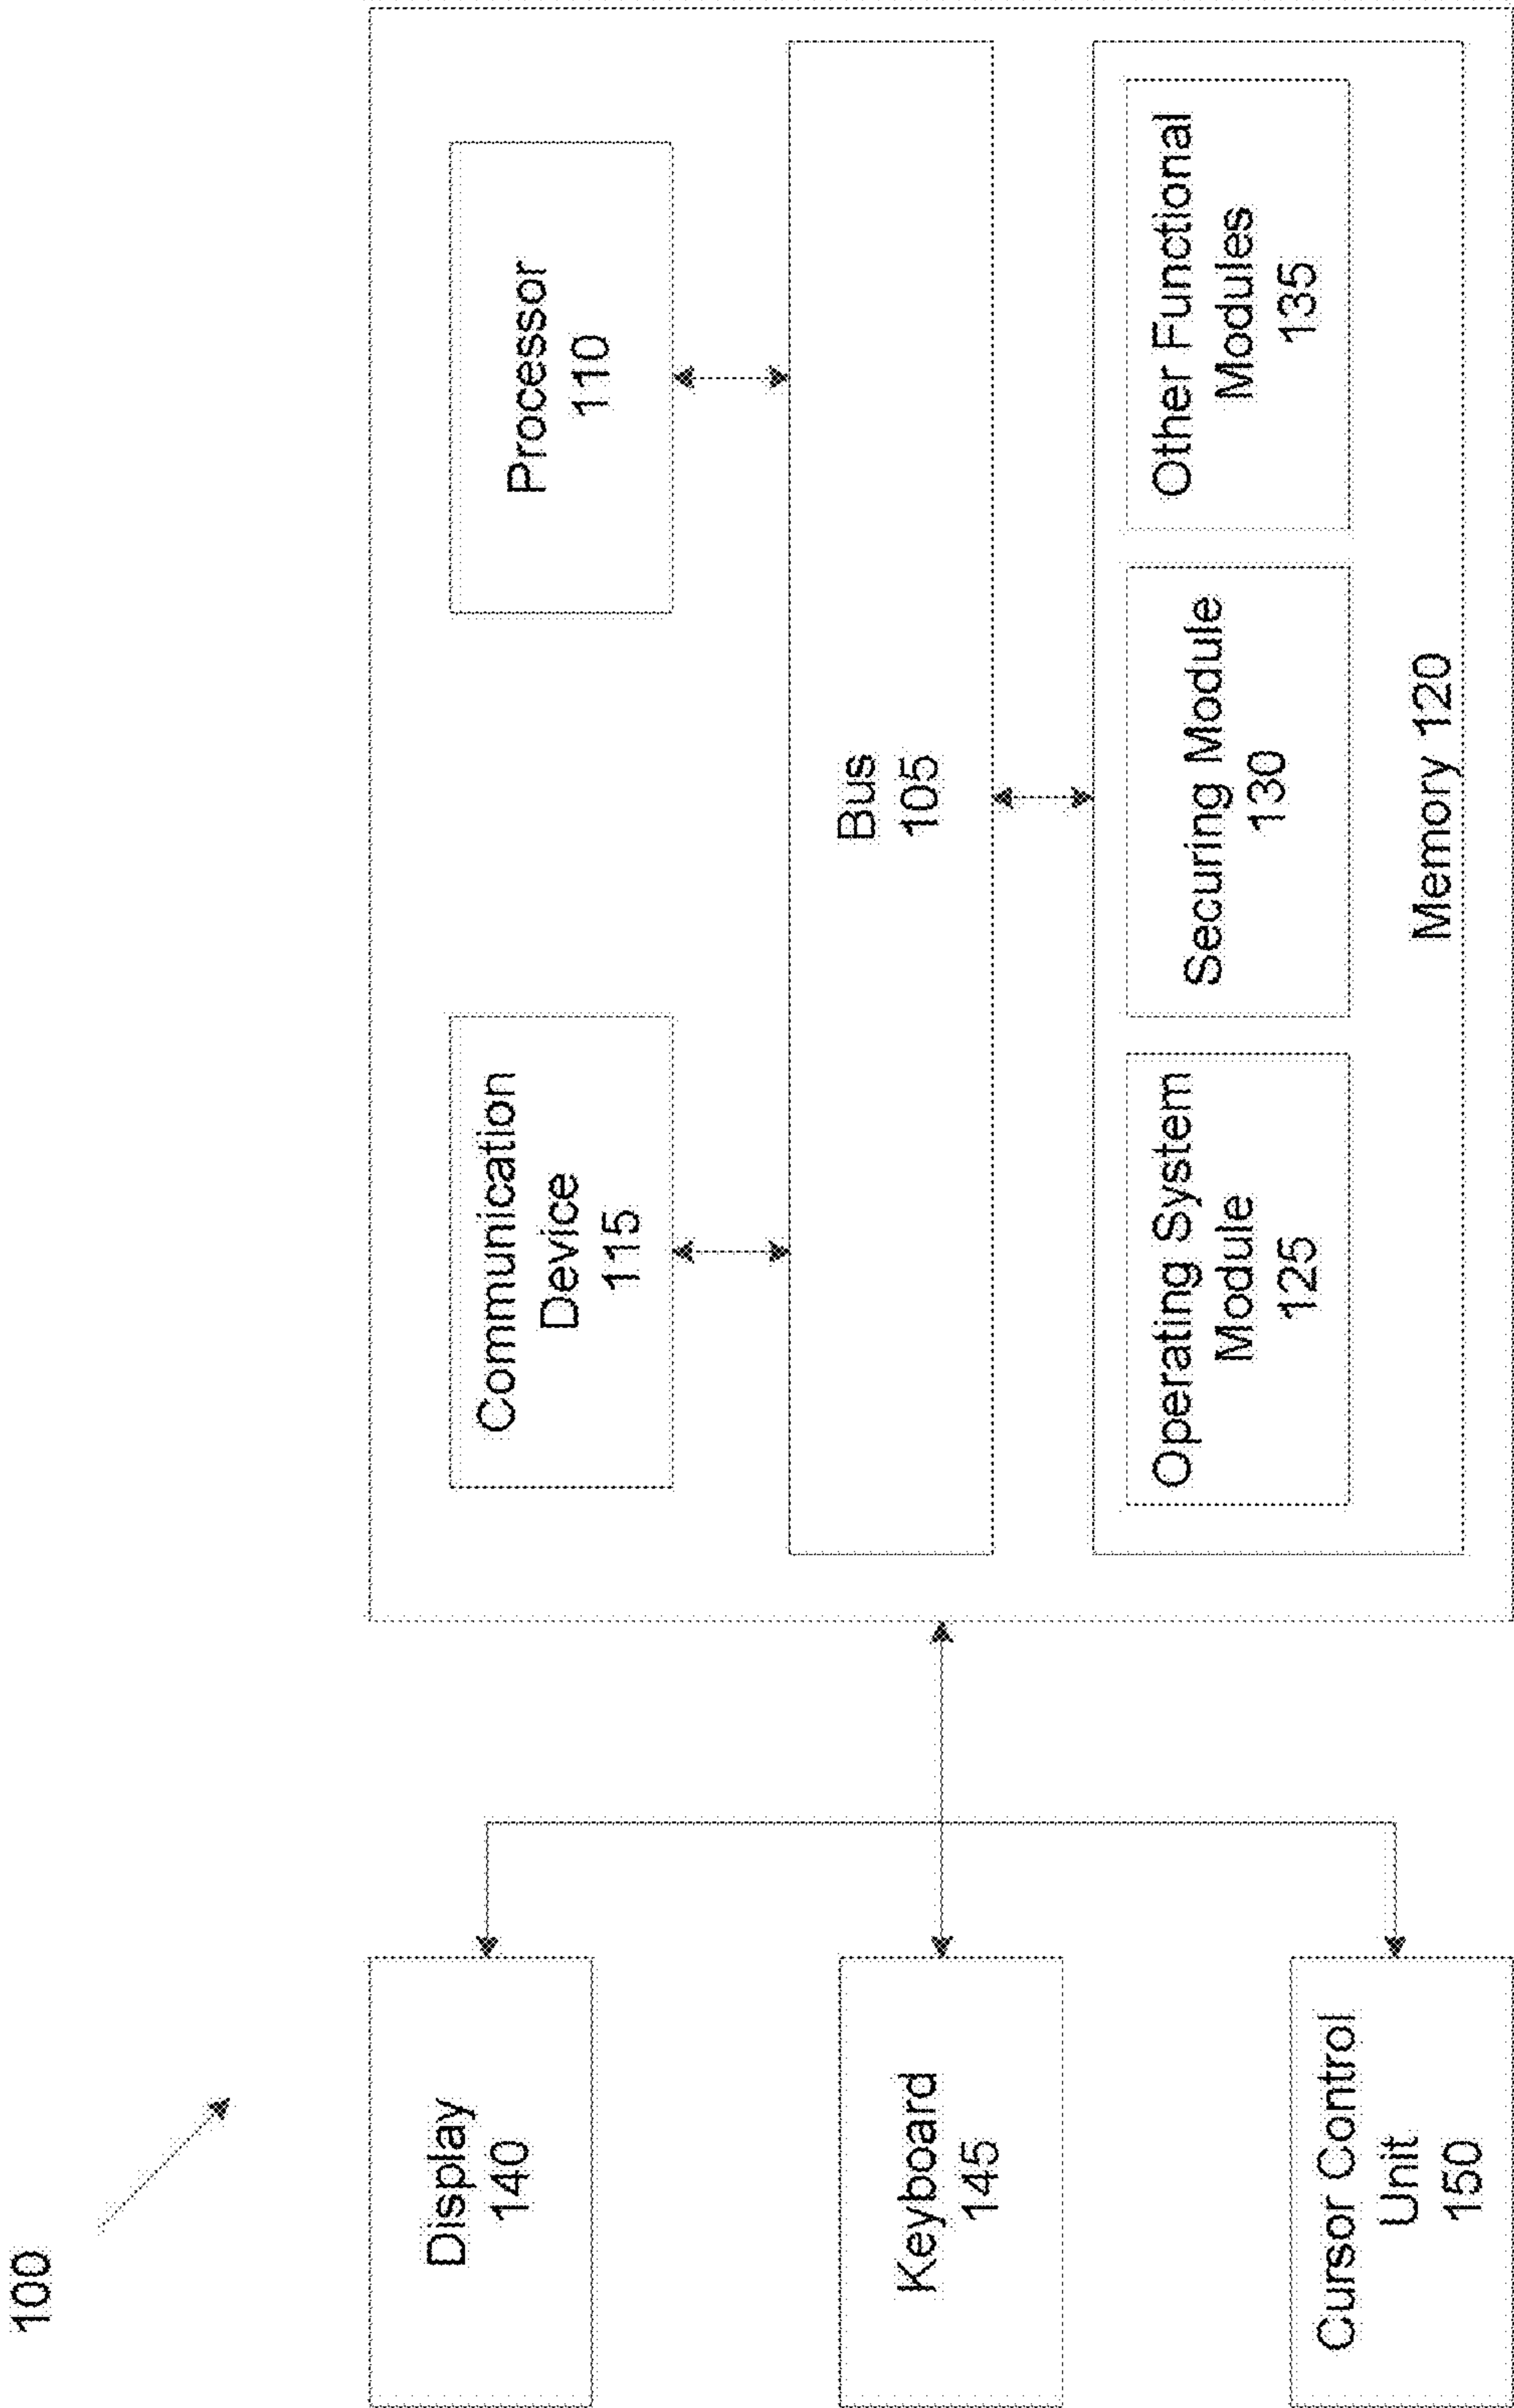 100
Display
140
Keyboard
145
Cursor Control
Unit
150
Communication
Device
115
Processor
110
Bus
105
Operating System
Module
125
Securing Module
130
Other Functional
Modules
135
Memory 120